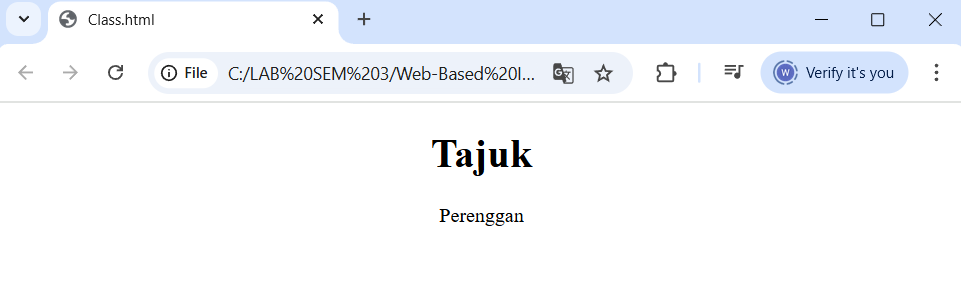 Class.html
File C:/LAB%20SEM%203/Web-Based%20I... Verify it's you
W
Tajuk
Perenggan